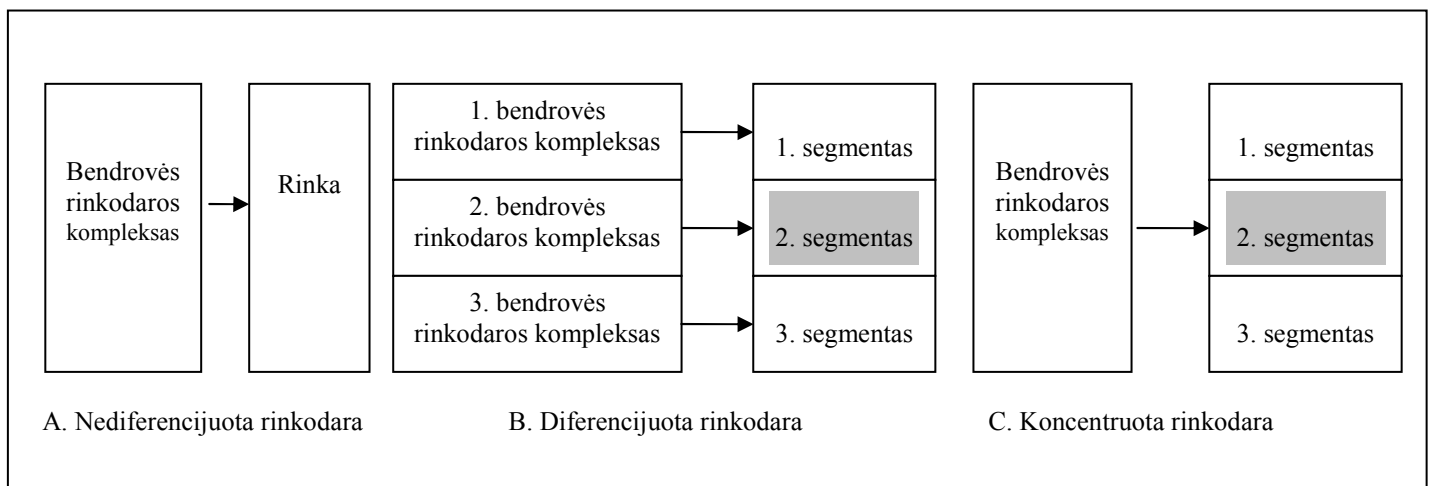 Bendrovės
rinkodaros
kompleksas
Rinka
1. bendrovės
rinkodaros kompleksas
2. bendrovės
rinkodaros kompleksas
3. bendrovės
rinkodaros kompleksas
1. segmentas
2. segmentas
3. segmentas
Bendrovės
rinkodaros
kompleksas
1. segmentas
2. segmentas
3. segmentas
A. Nediferencijuota rinkodara
B. Diferencijuota rinkodara
C. Koncentruota rinkodara